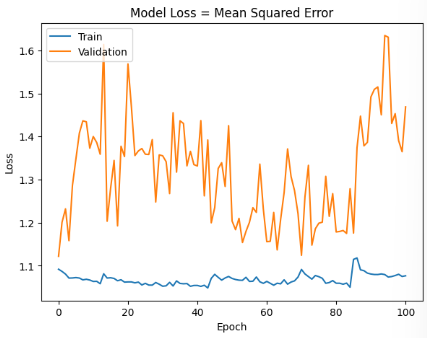 Model Loss = Mean Squared Error
Train
Validation
1.6
1.5
1.4
1.3
1.2
1.1
Loss
0 20 40 60 80 100
Epoch